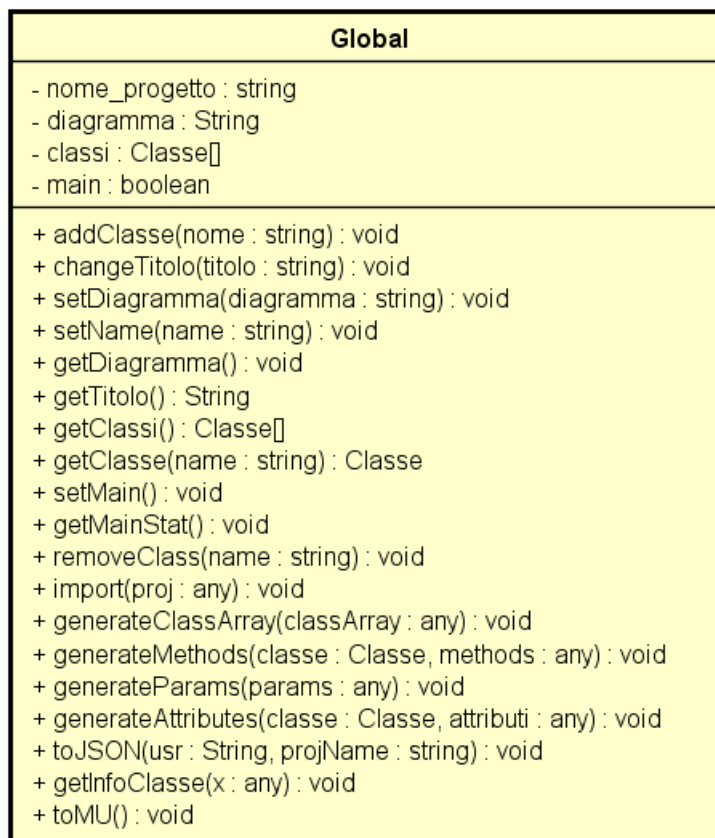 Global
- nome_progetto : string
- diagramma : String
- classi : Classe[]
- main : boolean
+ addClasse(nome : string) : void
+ changeTitolo(titolo : string) : void
+ setDiagramma(diagramma : string) : void
+ setName(name : string) : void
+ getDiagramma() : void
+ getTitolo() : String
+ getClassi() : Classe[]
+ getClasse(name : string) : Classe
+ setMain() : void
+ getMainStat() : void
+ removeClass(name : string) : void
+ import(proj : any) : void
+ generateClassArray(classArray : any) : void
+ generateMethods(classe : Classe, methods : any) : void
+ generateParams(params : any) : void
+ generateAttributes(classe : Classe, attributi : any) : void
+ toJSON(usr : String, projName : string) : void
+ getInfoClasse(x : any) : void
+ toMU() : void